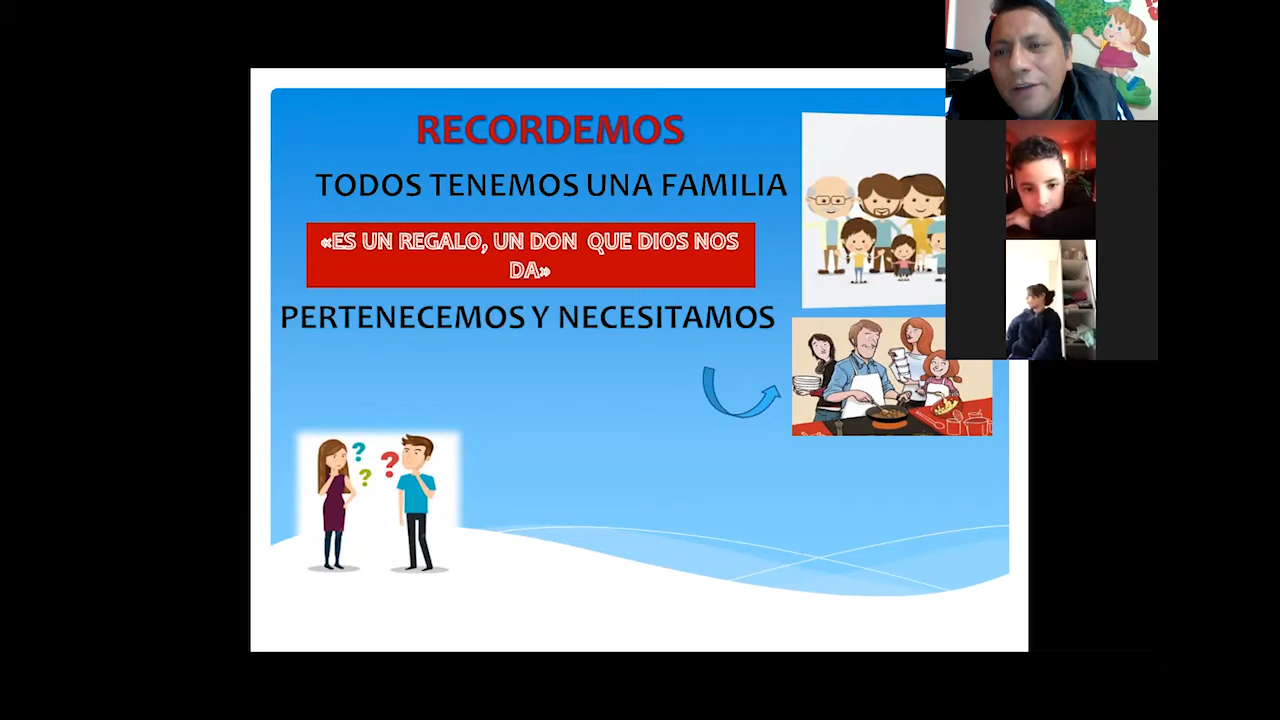 RECORDEMOS
TODOS TENEMOS UNA FAMILIA
«ES UN REGALO, UN DON QUE DIOS NOS
DA»
PERTENECEMOS Y NECESITAMOS
? ? ?